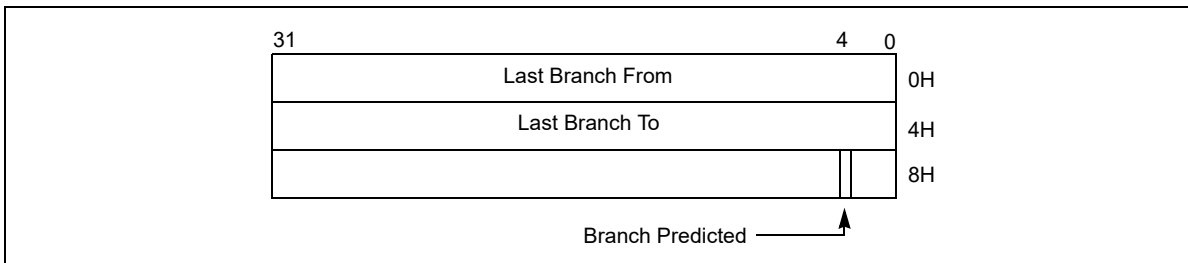 31 4 0
Last Branch From 0H
Last Branch To 4H
8H
Branch Predicted